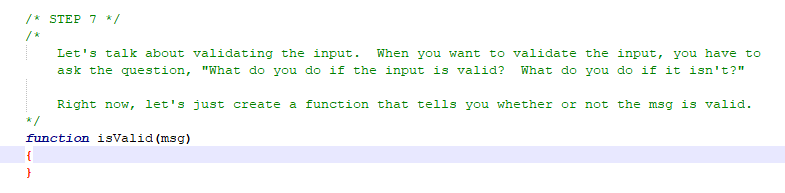 /* STEP 7 */
/*
Let's talk about validating the input.  When you want to validate the input, you have to
ask the question, "What do you do if the input is valid?  What do you do if it isn't?"
Right now, let's just create a function that tells you whether or not the msg is valid.
*/
function isValid(msg)
{
}